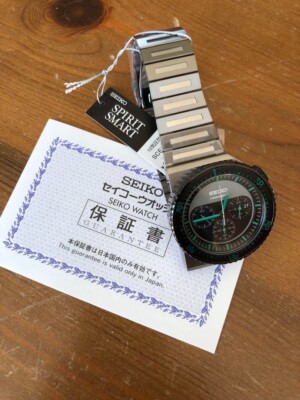 SEIKO
SPIRIT
SMART
SEIKO
セイコーウオッチ
SEIKO WATCH
保証書
GUARANTEE
本保証書は日本国内のみ有効です。
This guarantee is valid only in Japan.
SEIKO